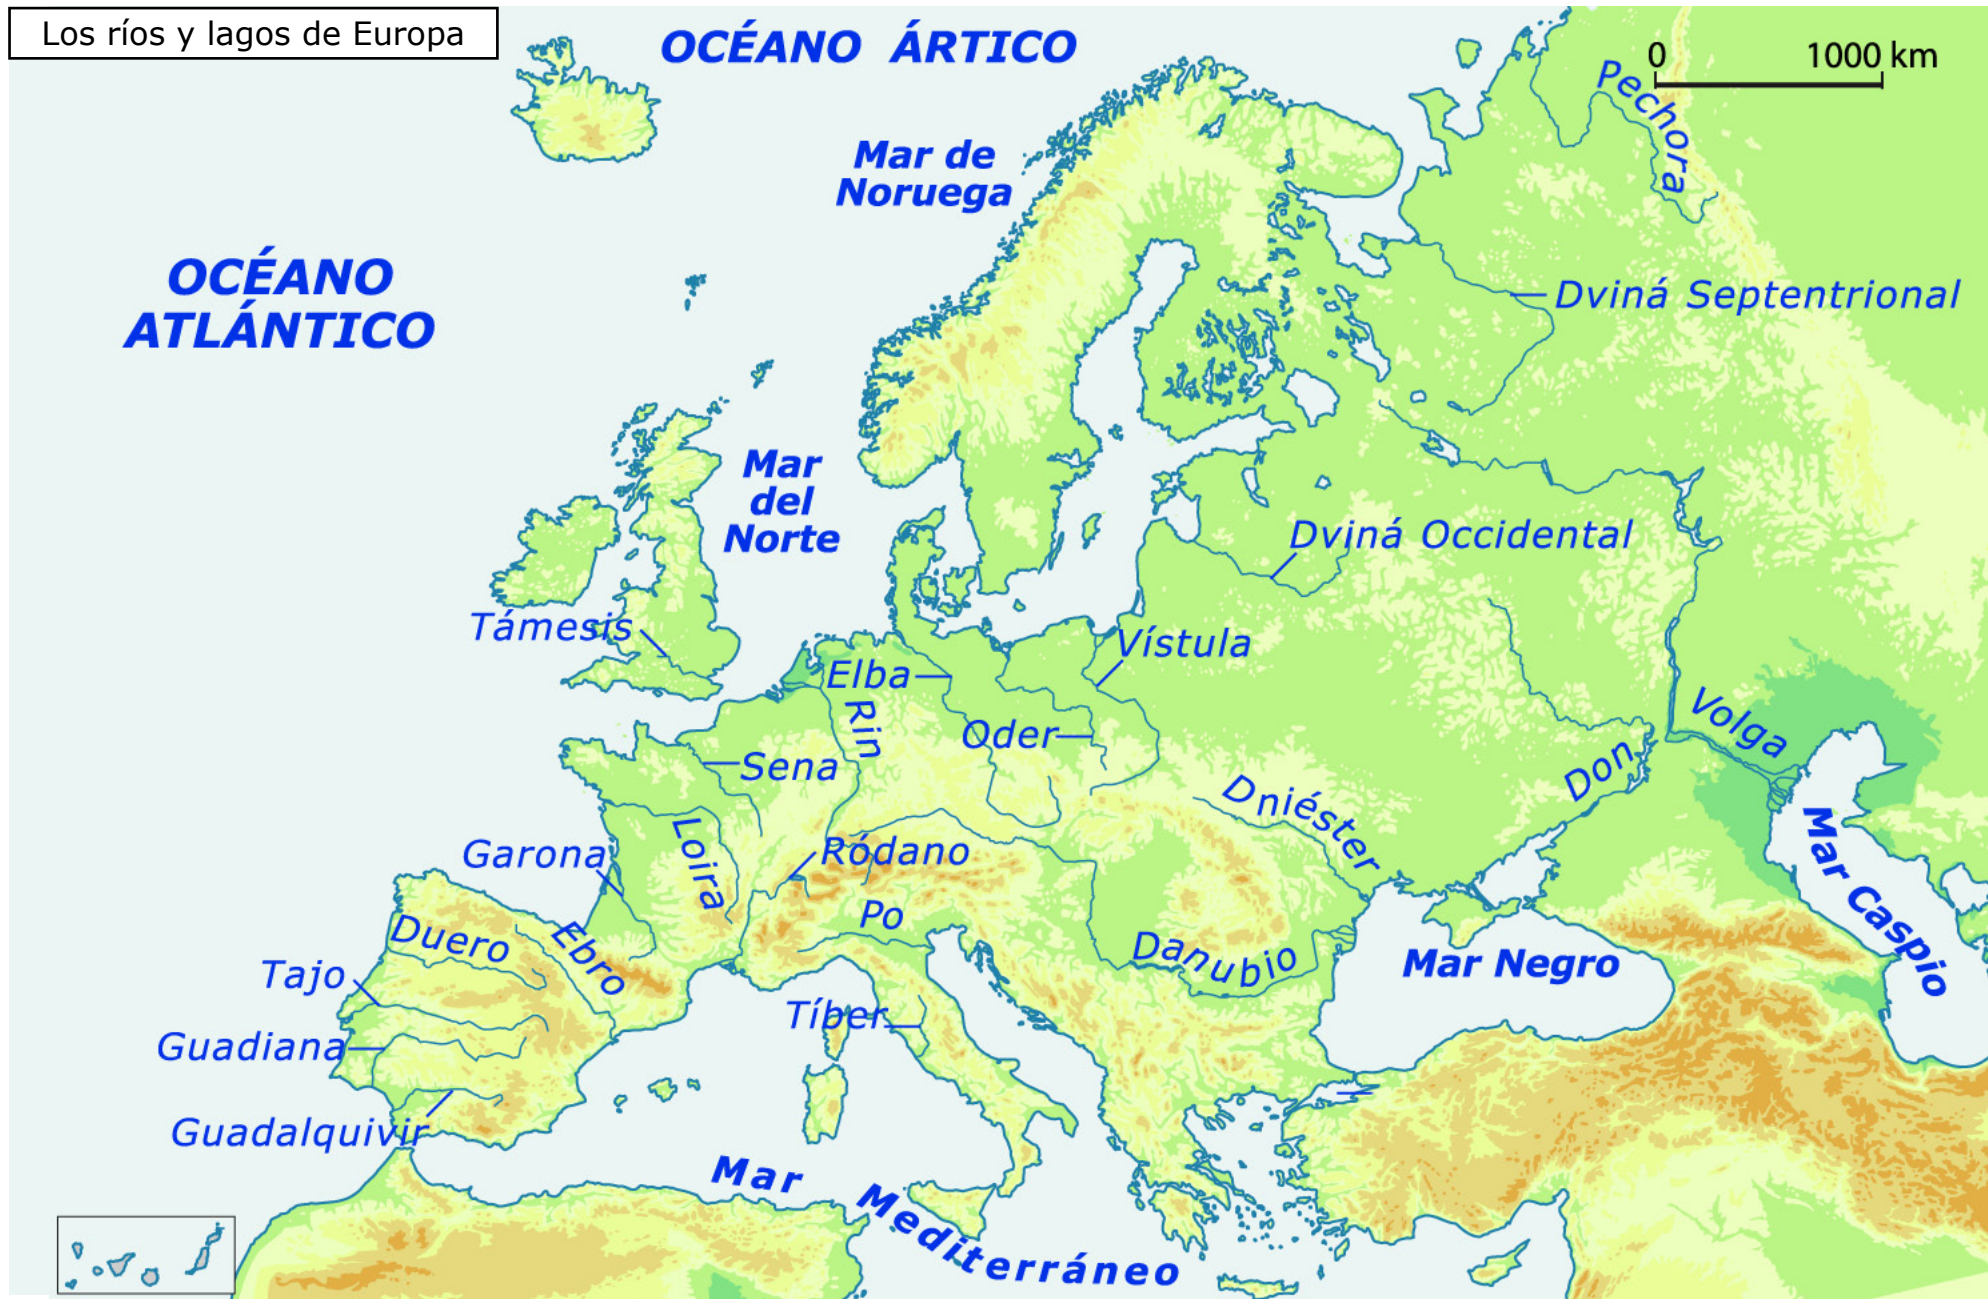 Los ríos y lagos de Europa
OCÉANO ÁRTICO
0 1000 km
Pechora
Mar de
Noruega
OCÉANO
ATLÁNTICO
Dviná Septentrional
Mar
del
Norte
Dviná Occidental
Támesis
Vístula
Elba
Rin
Oder
Volga
Sena
Don
Dniéster
Loira
Garona
Ródano
Mar Caspio
Po
Duero
Ebro
Danubio
Mar Negro
Tajo
Tíber
Guadiana
Guadalquivir
Mar Mediterráneo